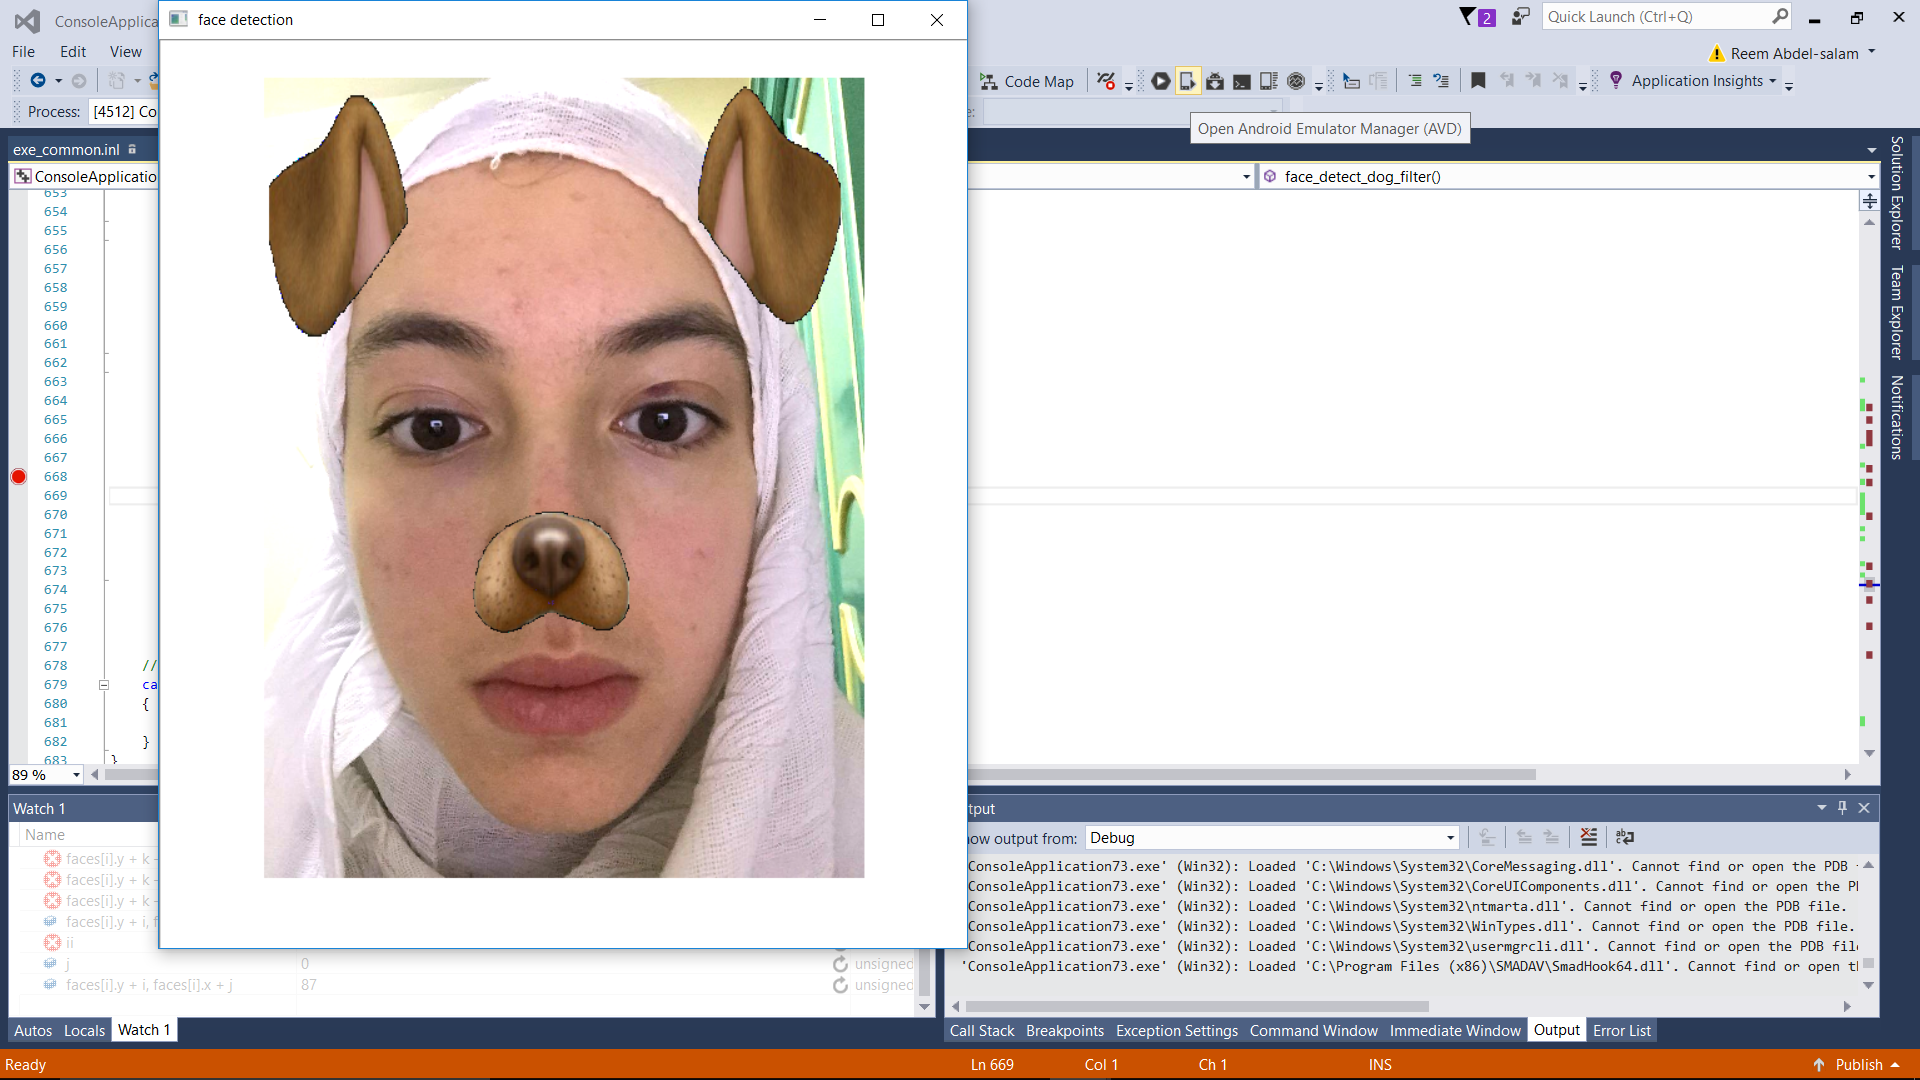 ConsoleApplica
face detection
2
Quick Launch (Ctrl+Q)
File Edit View
Reem Abdel-salam
Code Map
Application Insights
Process: [4512] Co
Open Android Emulator Manager (AVD)
exe_common.inl
ConsoleApplicatio
face_detect_dog_filter()
653
654
655
656
657
658
659
660
661
662
663
664
665
666
667
668
669
670
671
672
673
674
675
676
677
678 //
679 ca
680 {
681
682 }
683 }
89 %
Solution Explorer
Team Explorer
Notifications
Watch 1
Name
faces[i].y + k -
faces[i].y + k -
faces[i].y + k -
faces[i].y + i, f
ii
j 0 unsigned
faces[i].y + i, faces[i].x + j 87 unsigned
Autos Locals Watch 1
tput
ow output from: Debug
'ConsoleApplication73.exe' (Win32): Loaded 'C:\Windows\System32\CoreMessaging.dll'. Cannot find or open the PDB
'ConsoleApplication73.exe' (Win32): Loaded 'C:\Windows\System32\CoreUIComponents.dll'. Cannot find or open the P
'ConsoleApplication73.exe' (Win32): Loaded 'C:\Windows\System32\ntmarta.dll'. Cannot find or open the PDB file.
'ConsoleApplication73.exe' (Win32): Loaded 'C:\Windows\System32\WinTypes.dll'. Cannot find or open the PDB file.
'ConsoleApplication73.exe' (Win32): Loaded 'C:\Windows\System32\usermgrcli.dll'. Cannot find or open the PDB fil
'ConsoleApplication73.exe' (Win32): Loaded 'C:\Program Files (x86)\SMADAV\SmadHook64.dll'. Cannot find or open t
Call Stack Breakpoints Exception Settings Command Window Immediate Window Output Error List
Ready Ln 669 Col 1 Ch 1 INS Publish